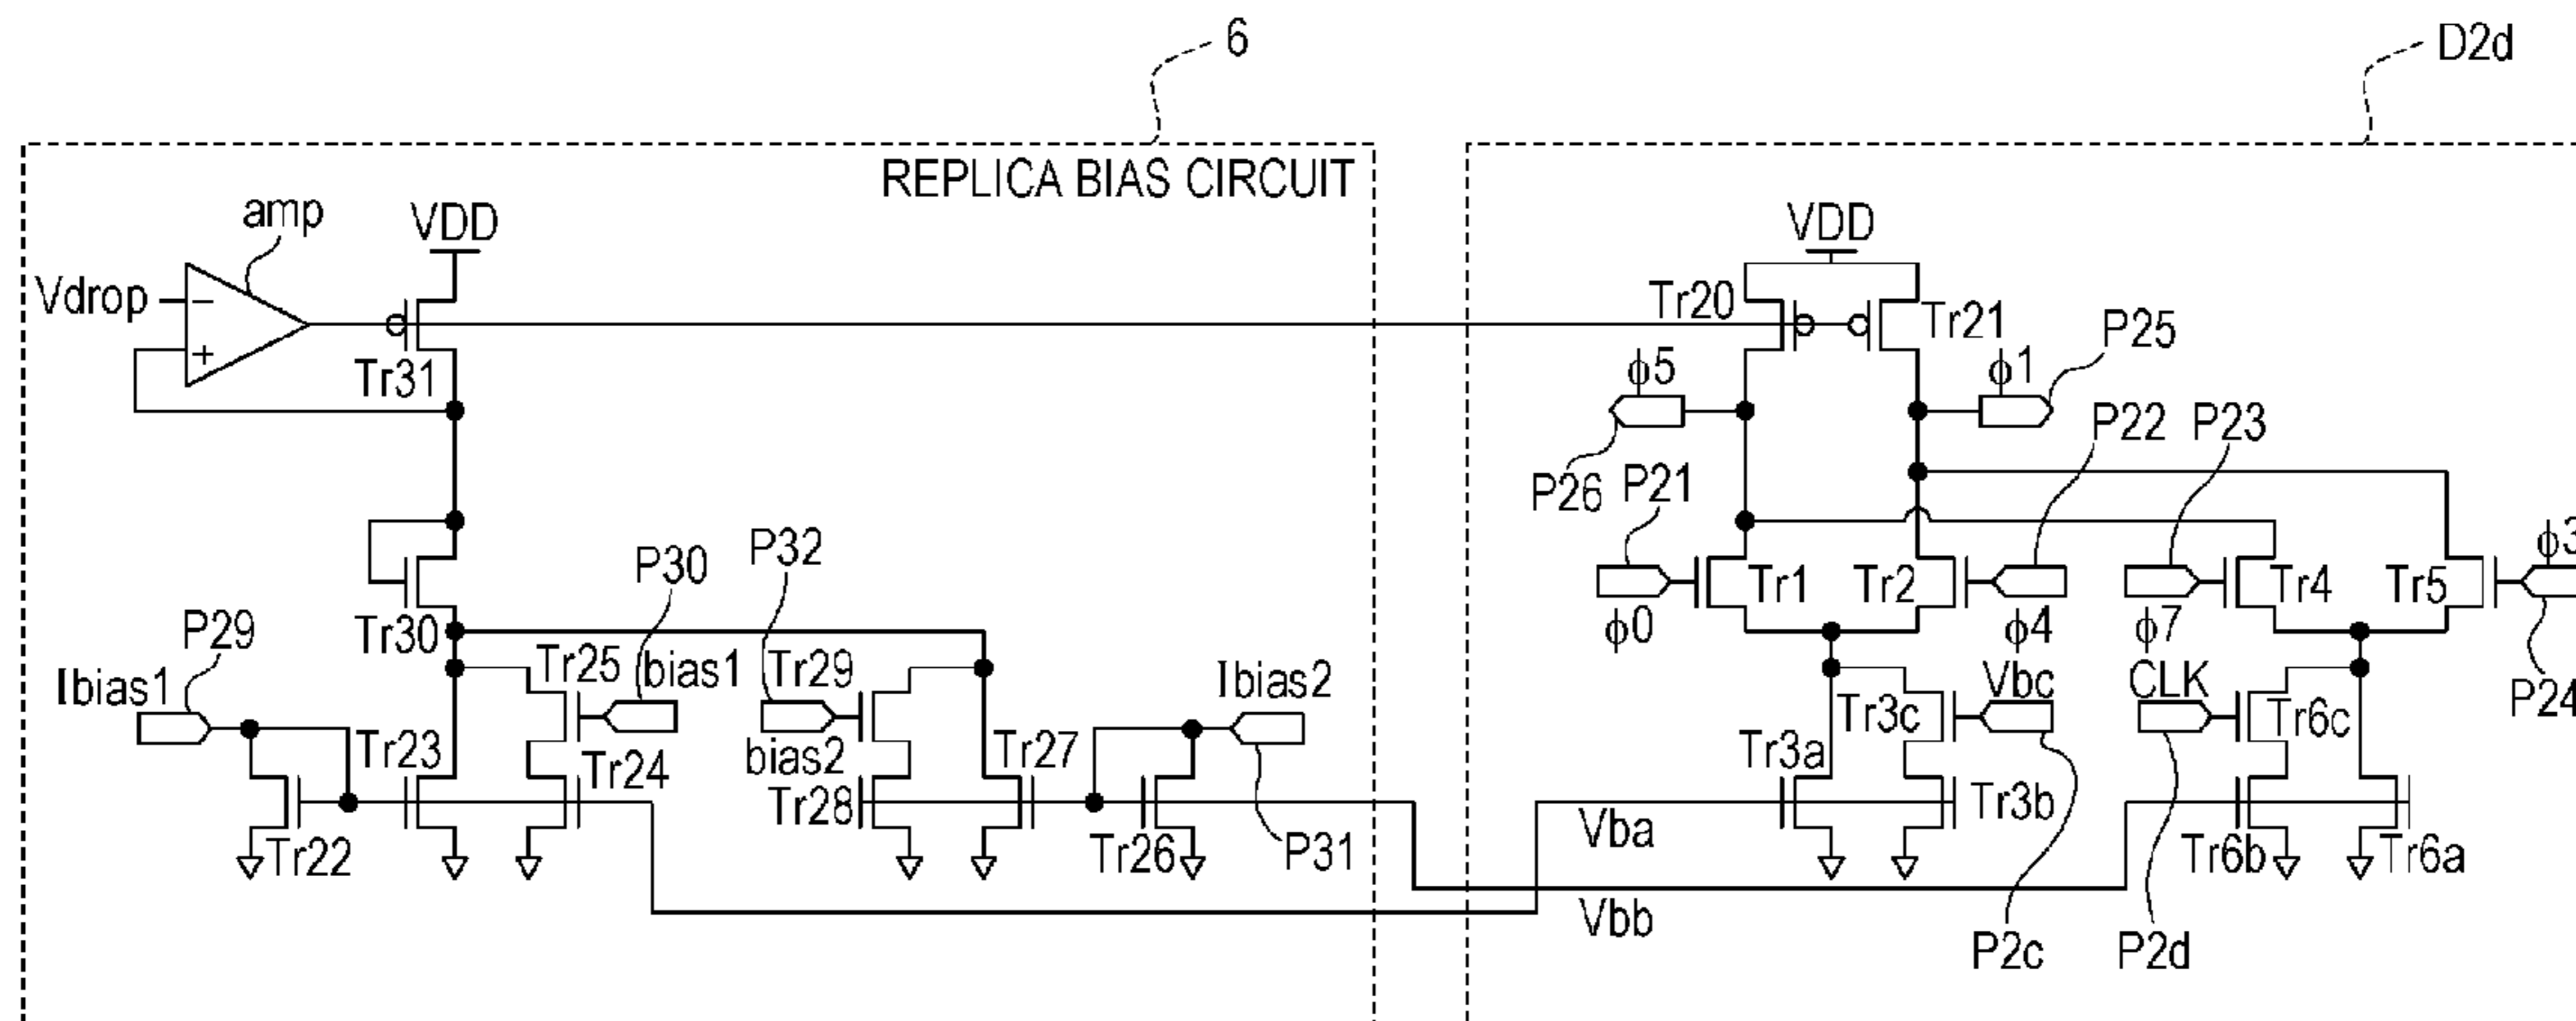 6
D2d
REPLICA BIAS CIRCUIT
amp
VDD
Vdrop
−
+
Tr31
VDD
Tr20
Tr21
P25
ϕ5
ϕ1
P26
P21
P22
P23
ϕ3
P24
Tr1
Tr2
Tr4
Tr5
ϕ0
ϕ4
ϕ7
P29
Tr30
P30
P32
Ibias1
Tr25
bias1
Tr29
Ibias2
Tr23
Tr24
bias2
Tr28
Tr27
Tr22
Tr26
P31
Vbc
CLK
Tr3c
Tr6c
Tr3a
Tr3b
Vba
Tr6b
Tr6a
Vbb
P2c
P2d